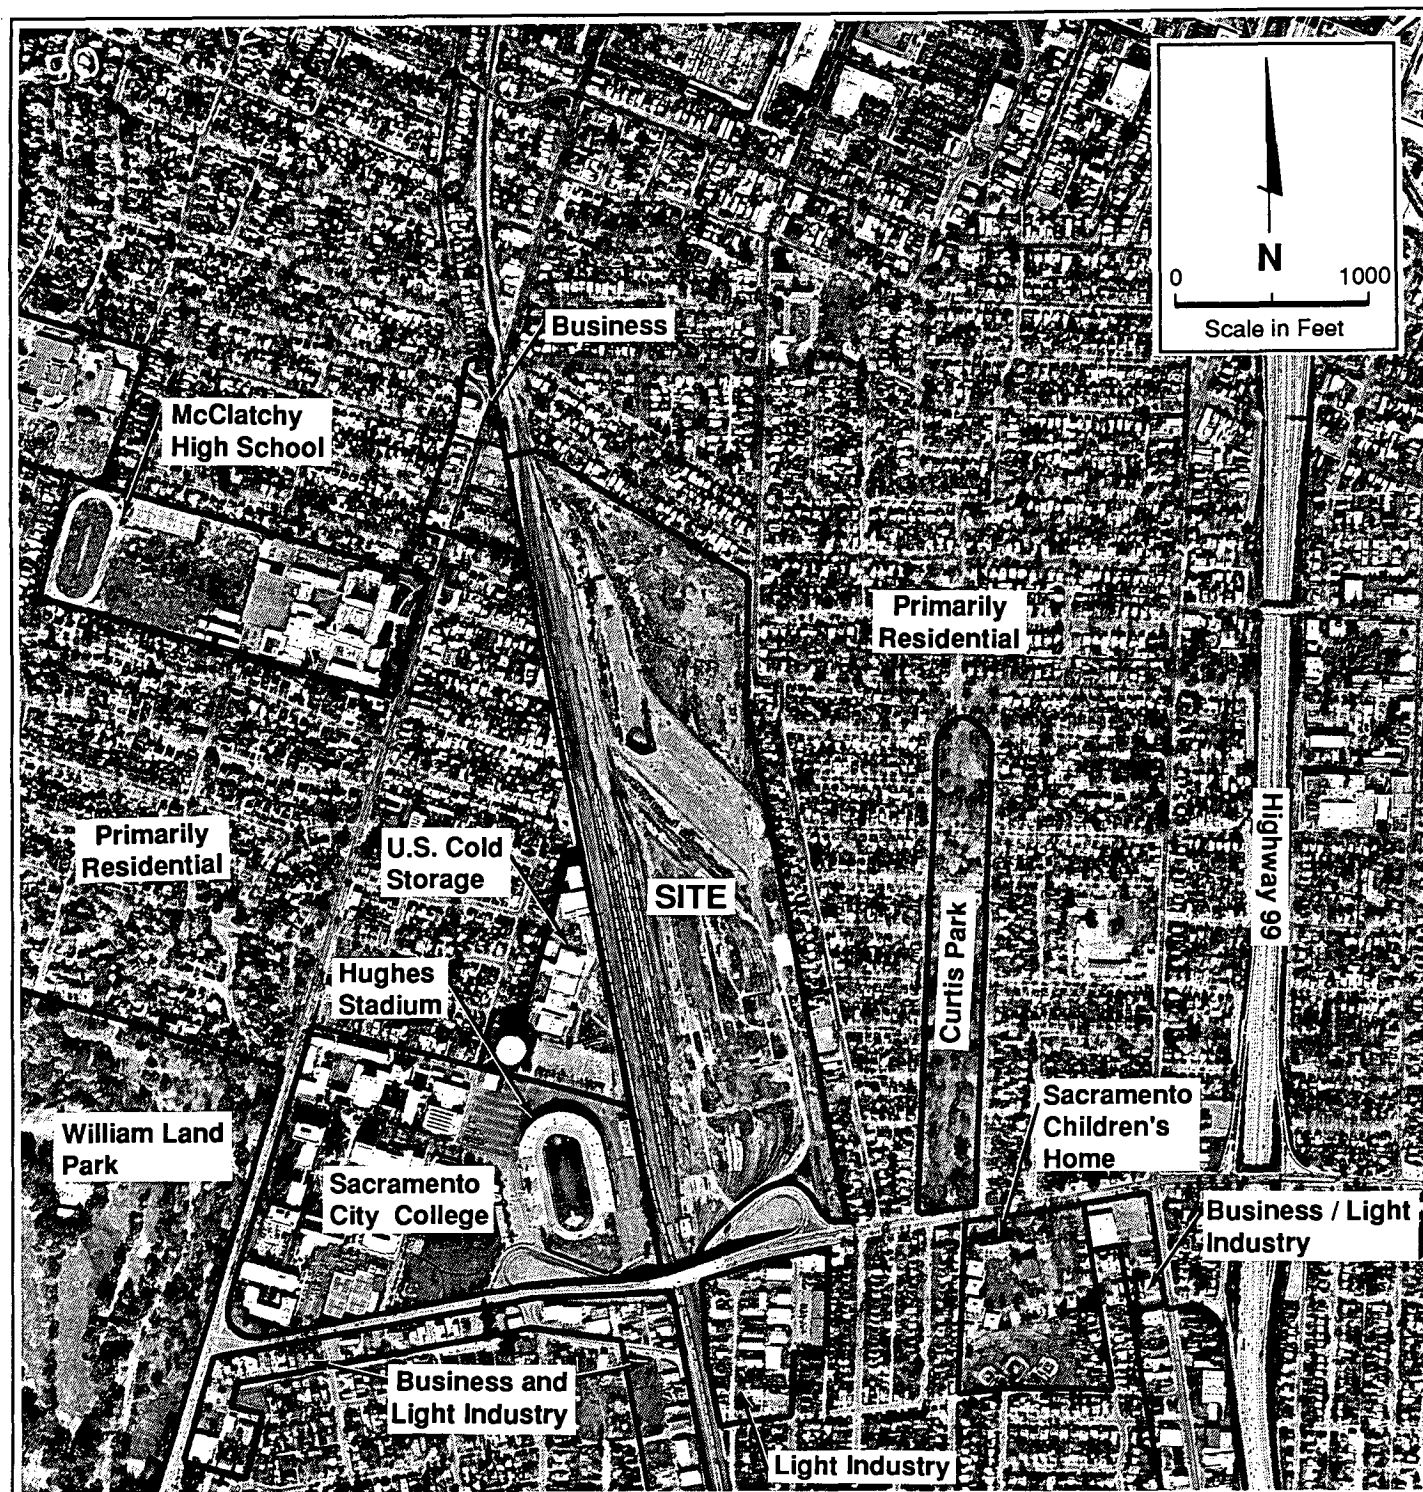 N
0 1000
Scale in Feet
Business
McClatchy
High School
Primarily
Residential
Primarily
Residential
U.S. Cold
Storage
SITE
Highway 99
Curtis Park
Hughes
Stadium
Sacramento
Children's
Home
William Land
Park
Sacramento
City College
Business / Light
Industry
Business and
Light Industry
Light Industry